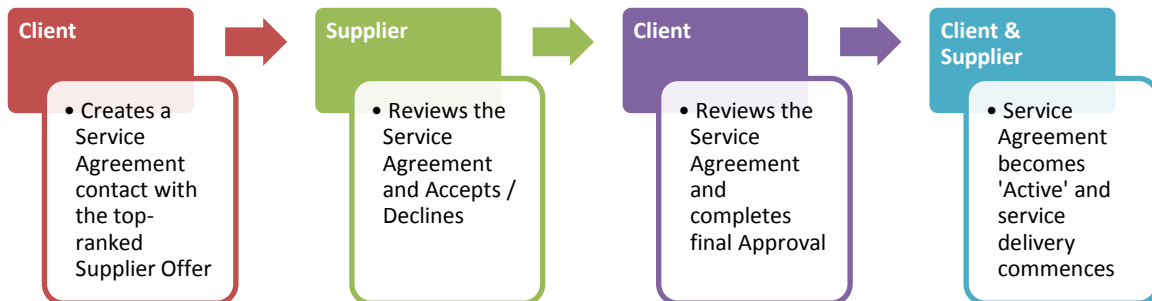 Client
• Creates a
Service
Agreement
contact with
the top-
ranked
Supplier Offer
Supplier
• Reviews the
Service
Agreement
and Accepts /
Declines
Client
• Reviews the
Service
Agreement
and
completes
final Approval
Client &
Supplier
• Service
Agreement
becomes
'Active' and
service
delivery
commences